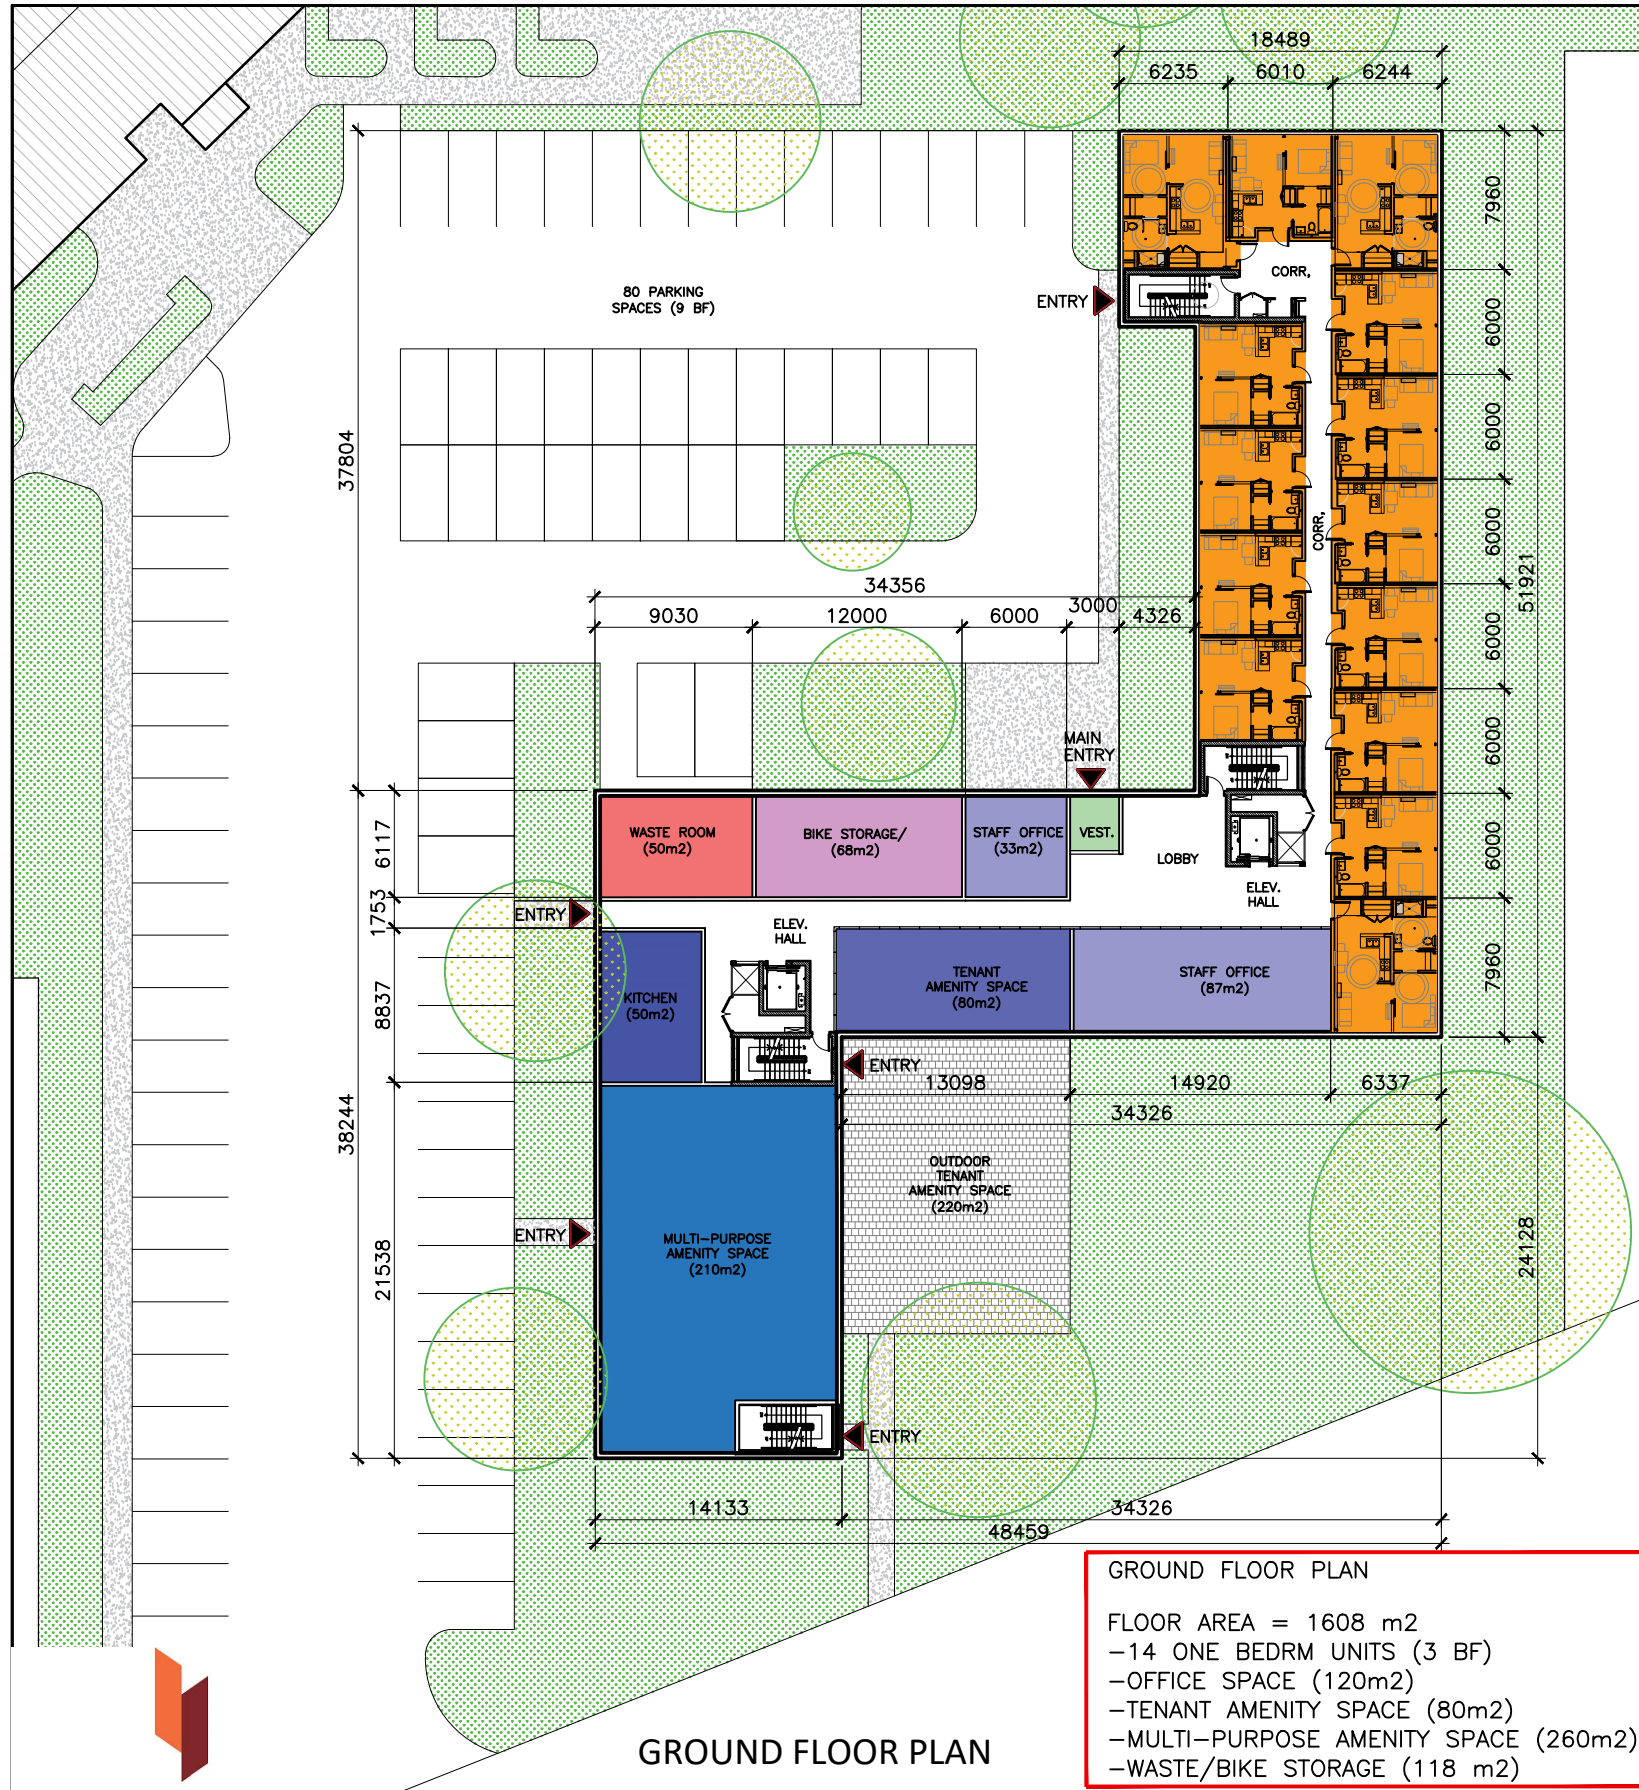 18489
6235
6010
6244
7960
80 PARKING
SPACES (9 BF)
ENTRY
CORR,
6000
37804
6000
CORR,
6000
51921
34356
9030
12000
6000
3000
4326
6000
MAIN
ENTRY
6000
6117
WASTE ROOM
(50m2)
BIKE STORAGE/
(68m2)
STAFF OFFICE
(33m2)
VEST.
LOBBY
6000
ELEV.
HALL
1753
ENTRY
ELEV.
HALL
8837
KITCHEN
(50m2)
TENANT
AMENITY SPACE
(80m2)
STAFF OFFICE
(87m2)
7960
ENTRY
13098
14920
6337
34326
38244
OUTDOOR
TENANT
AMENITY SPACE
(220m2)
ENTRY
MULTI-PURPOSE
AMENITY SPACE
(210m2)
21538
24128
ENTRY
14133
34326
48459
GROUND FLOOR PLAN
FLOOR AREA = 1608 m2
-14 ONE BEDRM UNITS (3 BF)
-OFFICE SPACE (120m2)
-TENANT AMENITY SPACE (80m2)
-MULTI-PURPOSE AMENITY SPACE (260m2)
-WASTE/BIKE STORAGE (118 m2)
GROUND FLOOR PLAN